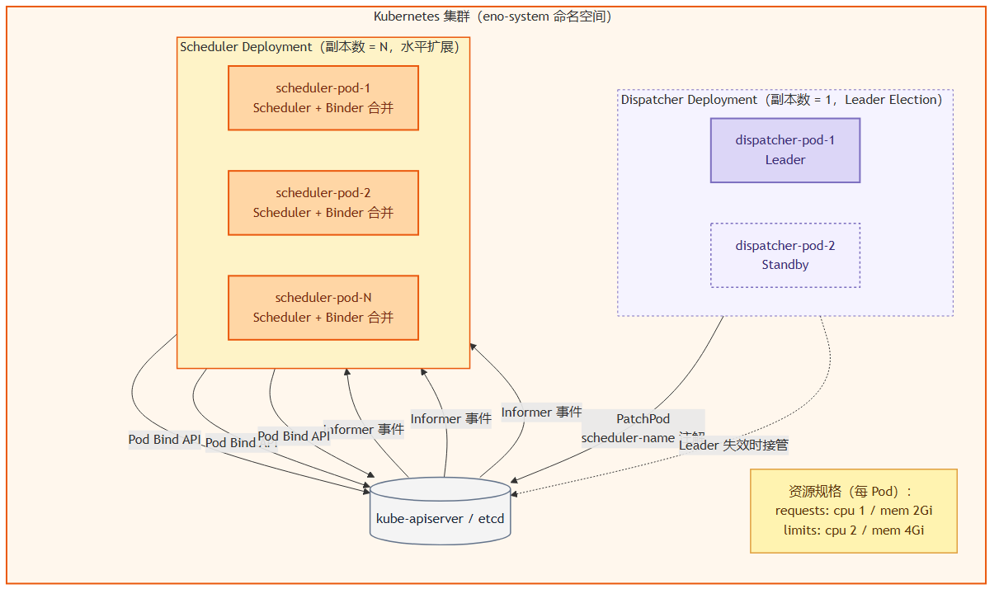 Kubernetes 集群（eno-system 命名空间）
Scheduler Deployment（副本数 = N，水平扩展）
scheduler-pod-1
Scheduler + Binder 合并
scheduler-pod-2
Scheduler + Binder 合并
scheduler-pod-N
Scheduler + Binder 合并
Dispatcher Deployment（副本数 = 1，Leader Election）
dispatcher-pod-1
Leader
dispatcher-pod-2
Standby
Pod Bind API
Pod Bind
Pod Bind API
Informer 事件
Informer 事件
Informer 事件
PatchPod
scheduler-name
Leader 失效时接管
kube-apiserver / etcd
资源规格（每 Pod）：
requests: cpu 1 / mem 2Gi
limits: cpu 2 / mem 4Gi